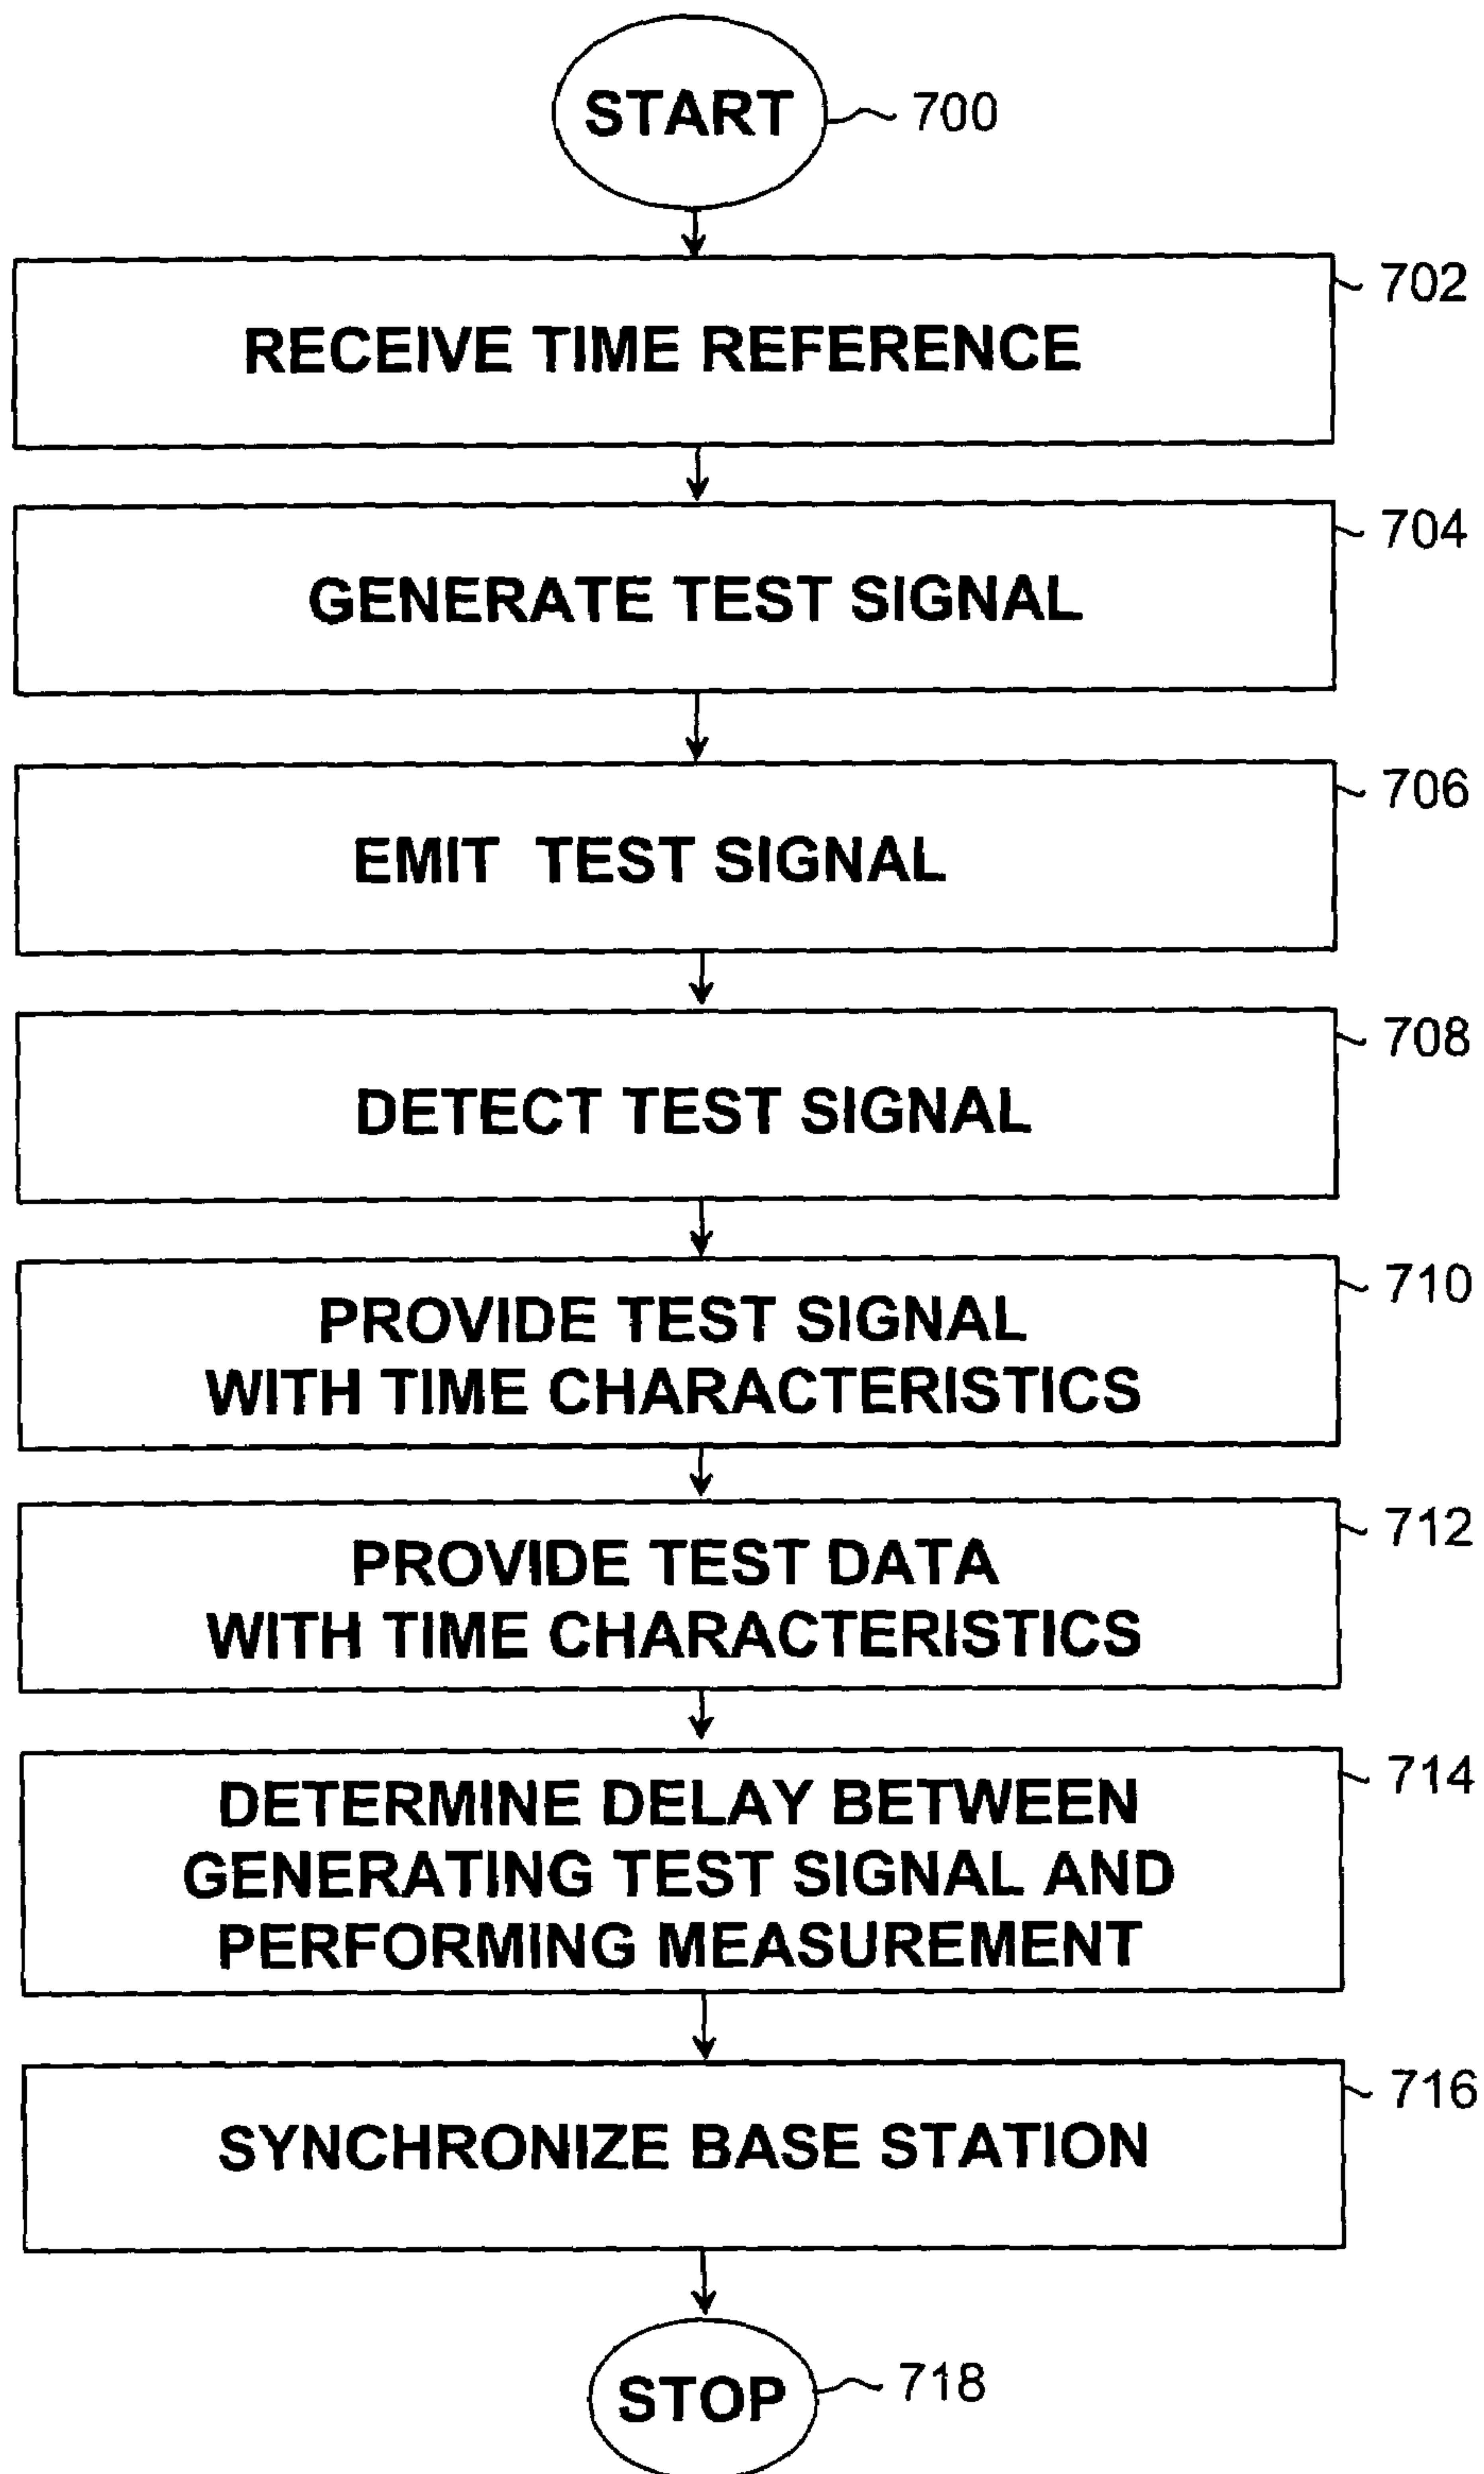 START
700
702
RECEIVE TIME REFERENCE
704
GENERATE TEST SIGNAL
706
EMIT TEST SIGNAL
708
DETECT TEST SIGNAL
710
PROVIDE TEST SIGNAL
WITH TIME CHARACTERISTICS
712
PROVIDE TEST DATA
WITH TIME CHARACTERISTICS
714
DETERMINE DELAY BETWEEN
GENERATING TEST SIGNAL AND
PERFORMING MEASUREMENT
716
SYNCHRONIZE BASE STATION
STOP
718